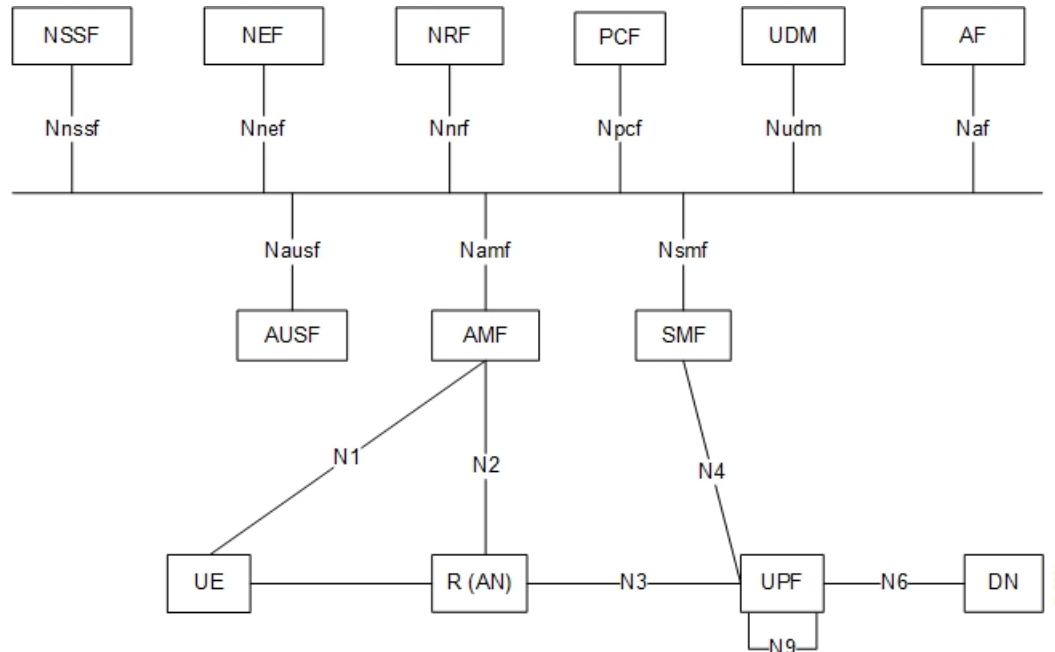 NSSF NEF NRF PCF UDM AF
Nnssf Nnef Nnrf Npcf Nudm Naf
Nausf Namf Nsmf
AUSF AMF SMF
N1 N2 N4
UE R (AN) N3 UPF N6 DN
N9